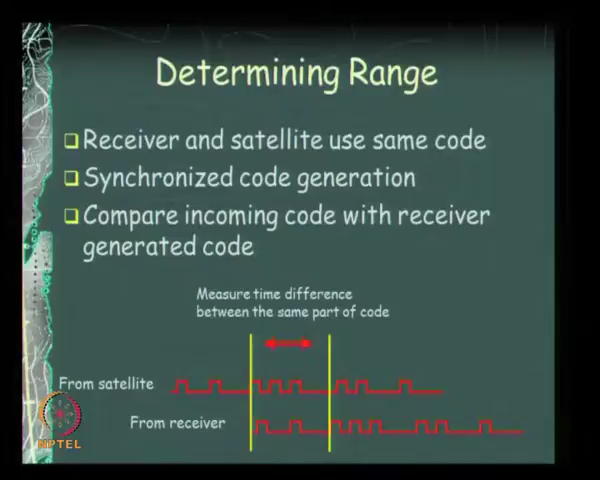 Determining Range
Receiver and satellite use same code
Synchronized code generation
Compare incoming code with receiver
generated code
Measure time difference
between the same part of code
From satellite
From receiver
NPTEL